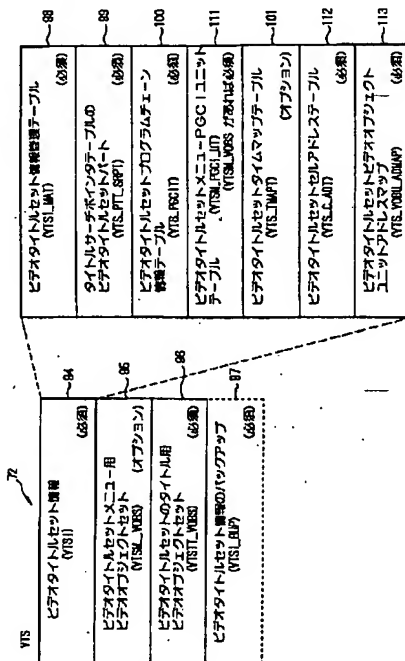 VTS
72
ビデオタイトルセット情報
(VTSI)
(必須)
94
ビデオタイトルセットメニュー用
ビデオオブジェクトセット
(VTSM_VOBS)
(オプション)
95
ビデオタイトルセットのタイトル用
ビデオオブジェクトセット
(VTSTT_VOBS)
(必須)
96
ビデオタイトルセット情報のバックアップ
(VTSI_BUP)
(必須)
97
ビデオタイトルセット情報管理テーブル
(VTSI_MAT)
(必須)
98
タイトルサーチポインタテーブルの
ビデオタイトルセットパート
(VTS_PTT_SRPT)
(必須)
99
ビデオタイトルセットプログラムチェーン
情報テーブル
(VTS_PGCIT)
(必須)
100
ビデオタイトルセットメニューPGCIユニット
テーブル
(VTSM_PGCI_UT)
(VTSM_VOBS があれば必須)
111
ビデオタイトルセットタイムマップテーブル
(VTS_TMAPT)
(オプション)
101
ビデオタイトルセットセルアドレステーブル
(VTS_C_ADT)
(必須)
112
ビデオタイトルセットビデオオブジェクト
ユニットアドレスマップ
(VTS_VOBU_ADMAP)
(必須)
113